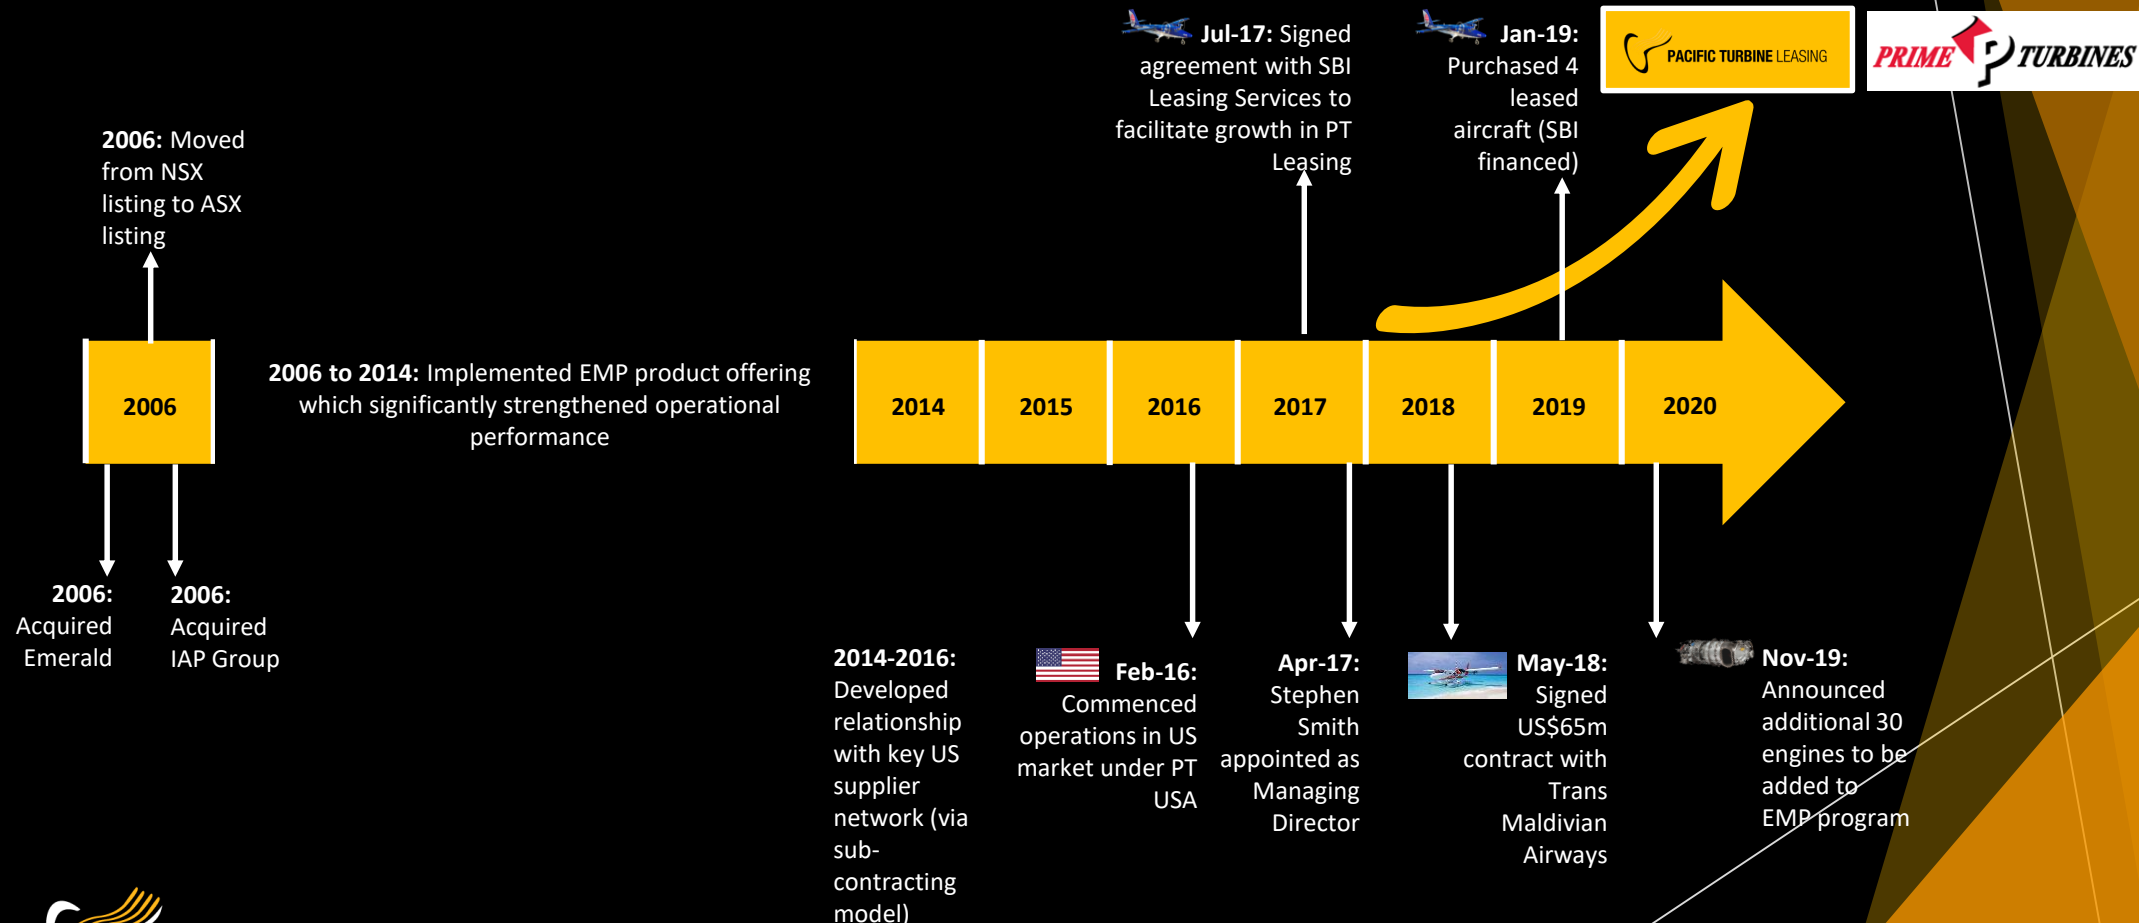 Jul-17: Signed
agreement with SBI
Leasing Services to
facilitate growth in PT
Leasing
Jan-19:
Purchased 4
leased
aircraft (SBI
financed)
PACIFIC TURBINE LEASING
PRIME TURBINES
2006: Moved
from NSX
listing to ASX
listing
2006
2006 to 2014: Implemented EMP product offering
which significantly strengthened operational
performance
2014
2015
2016
2017
2018
2019
2020
2006:
Acquired
Emerald
2006:
Acquired
IAP Group
2014-2016:
Developed
relationship
with key US
supplier
network (via
sub-
contracting
model)
Feb-16:
Commenced
operations in US
market under PT
USA
Apr-17:
Stephen
Smith
appointed as
Managing
Director
May-18:
Signed
US$65m
contract with
Trans
Maldivian
Airways
Nov-19:
Announced
additional 30
engines to be
added to
EMP program